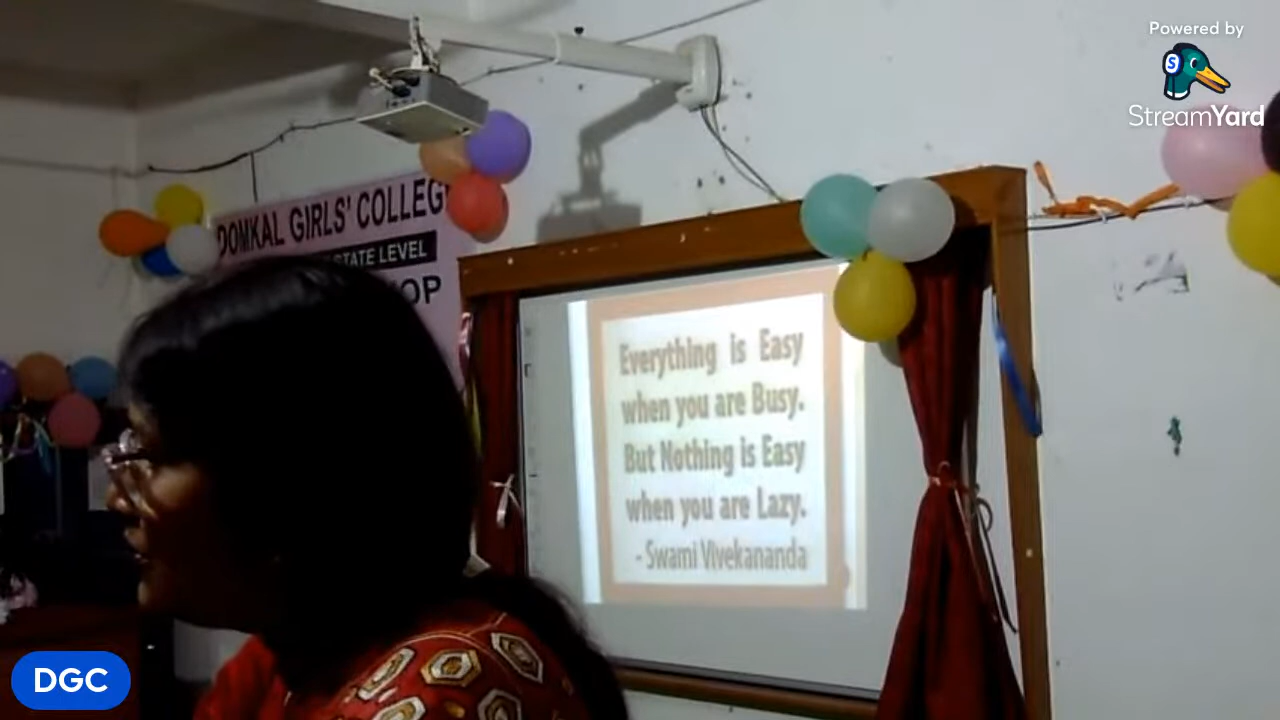 Powered by
StreamYard
DOMKAL GIRLS' COLLEG
STATE LEVEL
OP
Everything is Easy
when you are Busy.
But Nothing is Easy
when you are Lazy.
- Swami Vivekananda
DGC